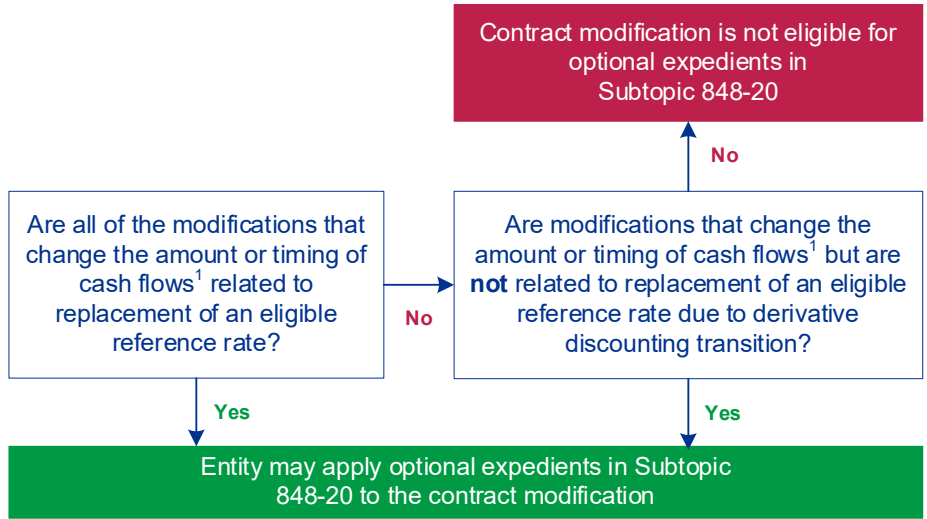 Contract modification is not eligible for
optional expedients in
Subtopic 848-20
No
Are all of the modifications that
change the amount or timing of
cash flows1 related to
replacement of an eligible
reference rate?
No
Are modifications that change the
amount or timing of cash flows1 but are
not related to replacement of an eligible
reference rate due to derivative
discounting transition?
Yes
Yes
Entity may apply optional expedients in Subtopic
848-20 to the contract modification